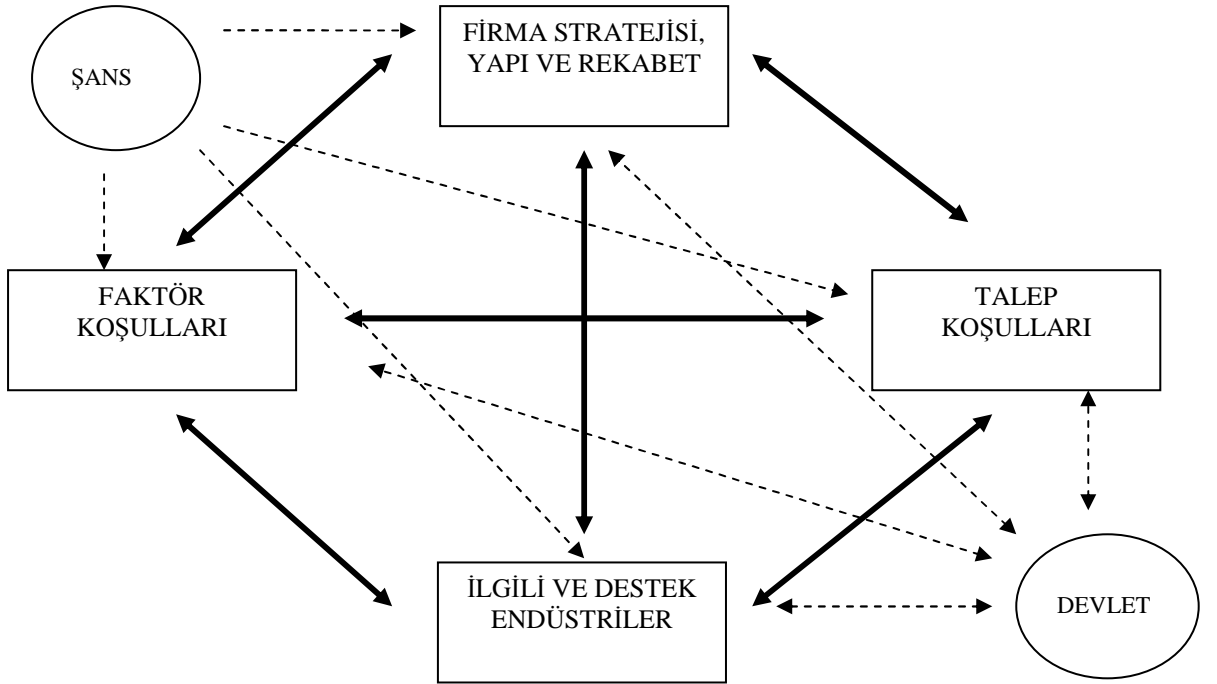 FİRMA STRATEJİSİ,
YAPI VE REKABET
ŞANS
FAKTÖR
KOŞULLARI
TALEP
KOŞULLARI
İLGİLİ VE DESTEK
ENDÜSTRİLER
DEVLET